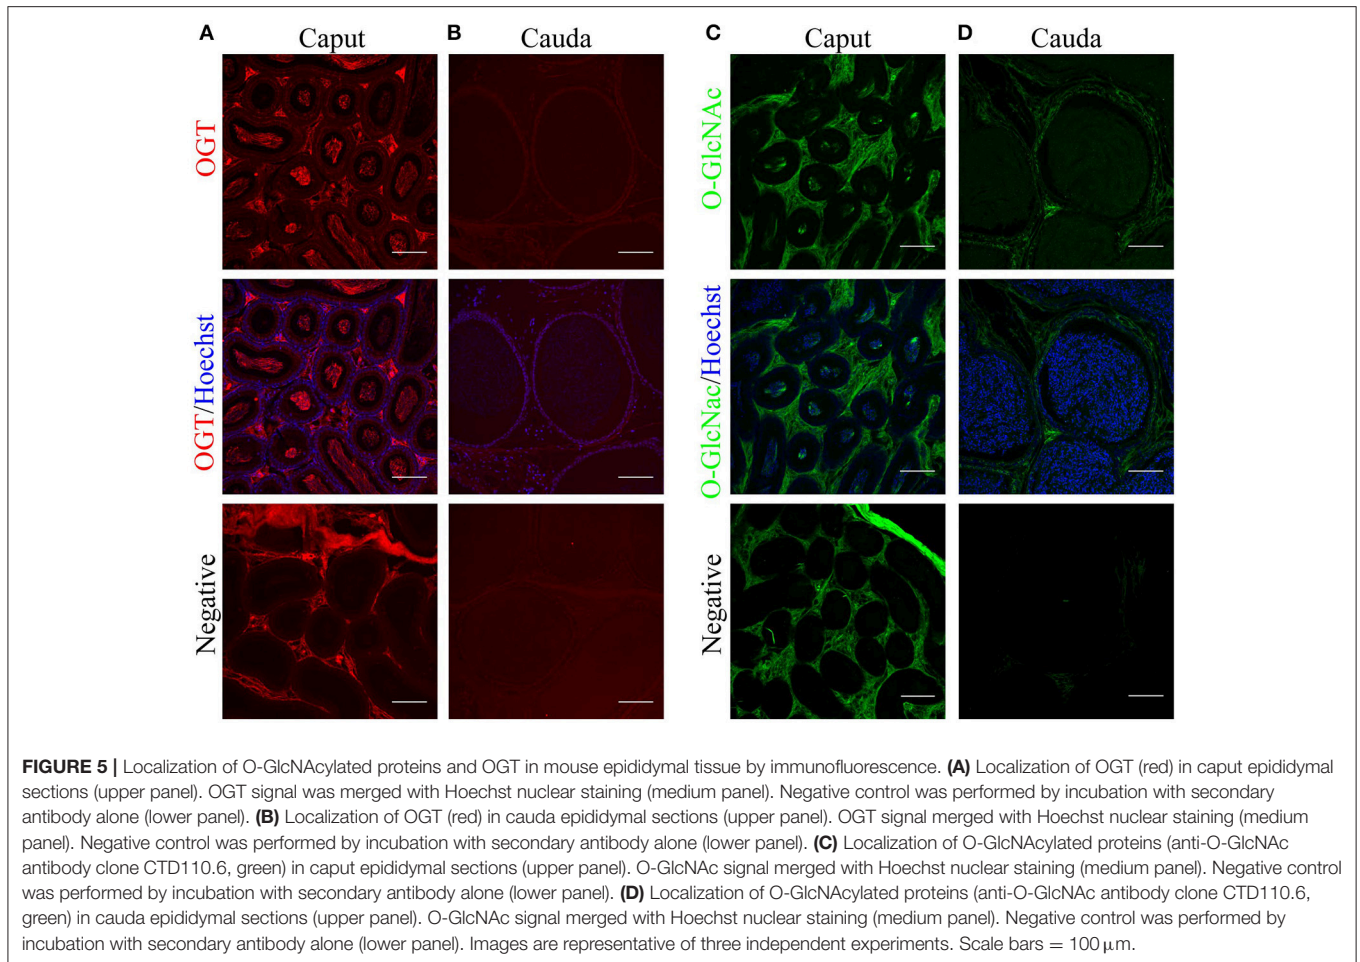 A
Caput
B
Cauda
C
Caput
D
Cauda
OGT
O-GlcNAc
OGT/Hoechst
O-GlcNac/Hoechst
Negative
Negative
FIGURE 5 | Localization of O-GlcNAcylated proteins and OGT in mouse epididymal tissue by immunofluorescence. (A) Localization of OGT (red) in caput epididymal
sections (upper panel). OGT signal was merged with Hoechst nuclear staining (medium panel). Negative control was performed by incubation with secondary
antibody alone (lower panel). (B) Localization of OGT (red) in cauda epididymal sections (upper panel). OGT signal merged with Hoechst nuclear staining (medium
panel). Negative control was performed by incubation with secondary antibody alone (lower panel). (C) Localization of O-GlcNAcylated proteins (anti-O-GlcNAc
antibody clone CTD110.6, green) in caput epididymal sections (upper panel). O-GlcNAc signal merged with Hoechst nuclear staining (medium panel). Negative control
was performed by incubation with secondary antibody alone (lower panel). (D) Localization of O-GlcNAcylated proteins (anti-O-GlcNAc antibody clone CTD110.6,
green) in cauda epididymal sections (upper panel). O-GlcNAc signal merged with Hoechst nuclear staining (medium panel). Negative control was performed by
incubation with secondary antibody alone (lower panel). Images are representative of three independent experiments. Scale bars = 100 μm.